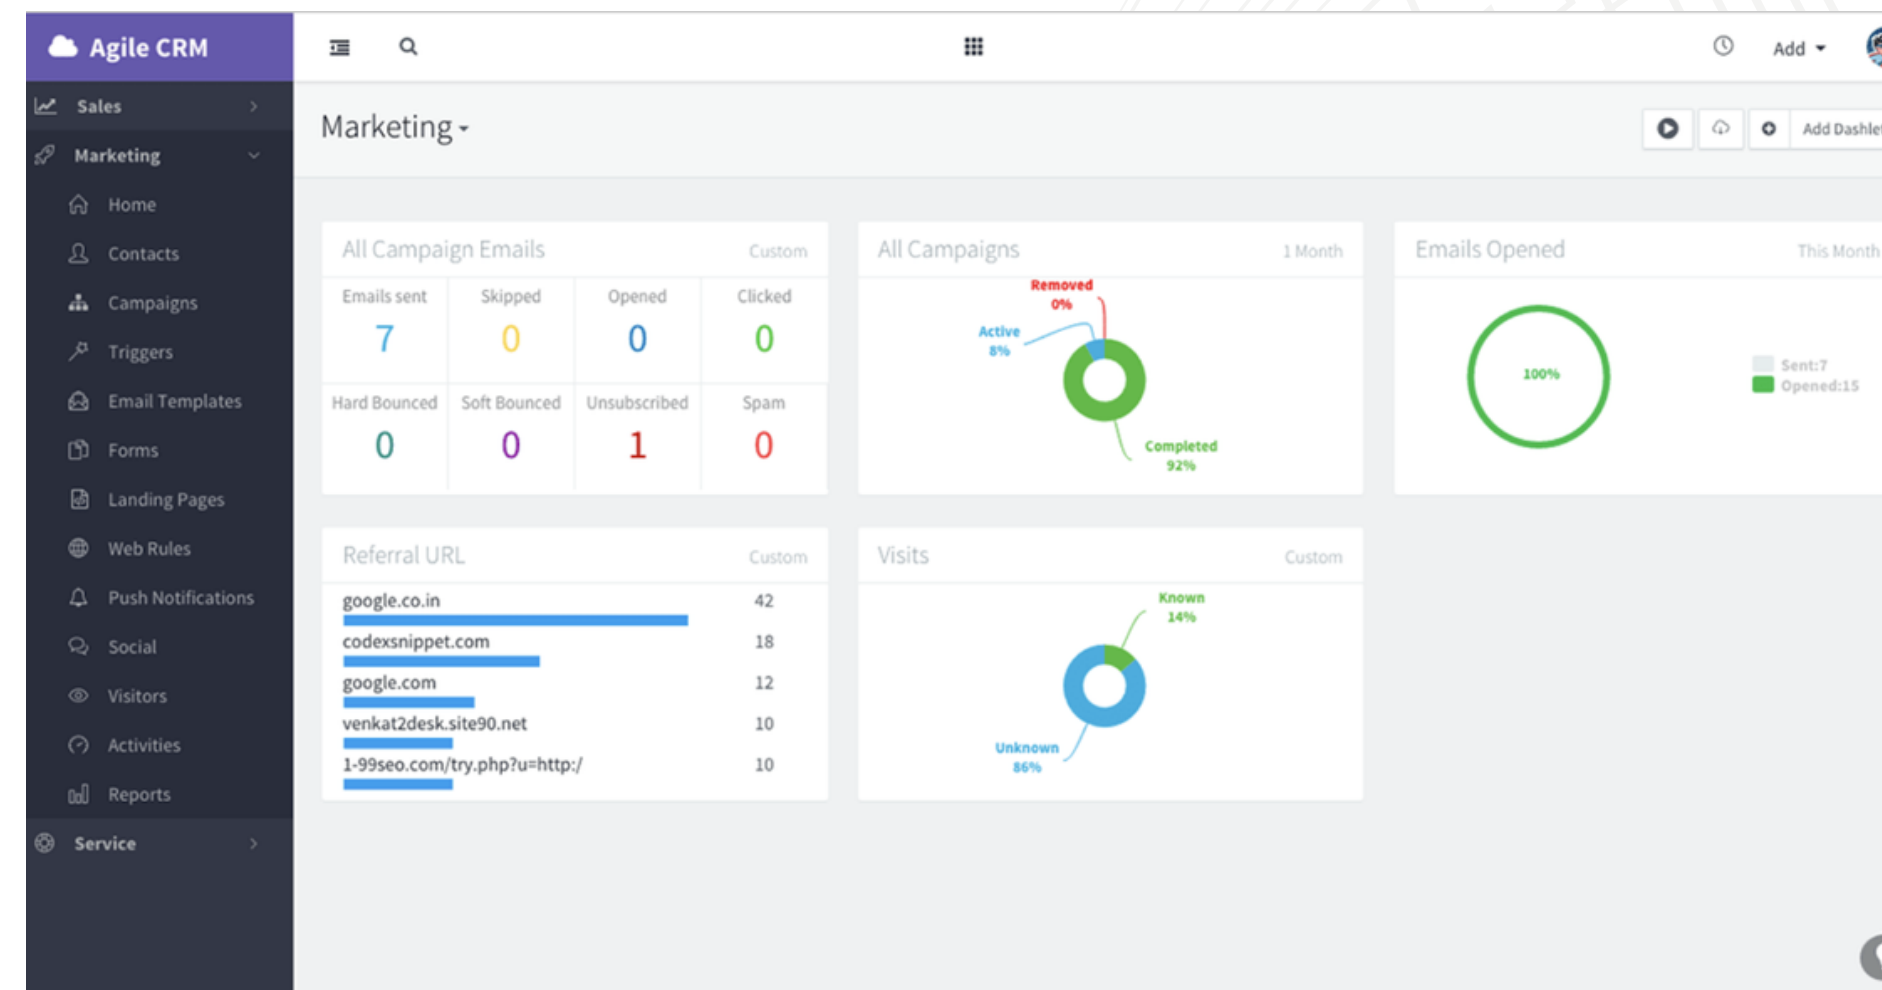 Agile CRM
Add
Sales
Marketing
Home
Contacts
Campaigns
Triggers
Email Templates
Forms
Landing Pages
Web Rules
Push Notifications
Social
Visitors
Activities
Reports
Service
Marketing
Add Dashle
All Campaign Emails Custom
Emails sent Skipped Opened Clicked
7 0 0 0
Hard Bounced Soft Bounced Unsubscribed Spam
0 0 1 0
All Campaigns 1 Month
Removed
0%
Active
8%
Completed
92%
Emails Opened This Month
100%
Sent:7
Opened:15
Referral URL Custom
google.co.in 42
codexsnippet.com 18
google.com 12
venkat2desk.site90.net 10
1-99seo.com/try.php?u=http:/ 10
Visits Custom
Known
14%
Unknown
86%